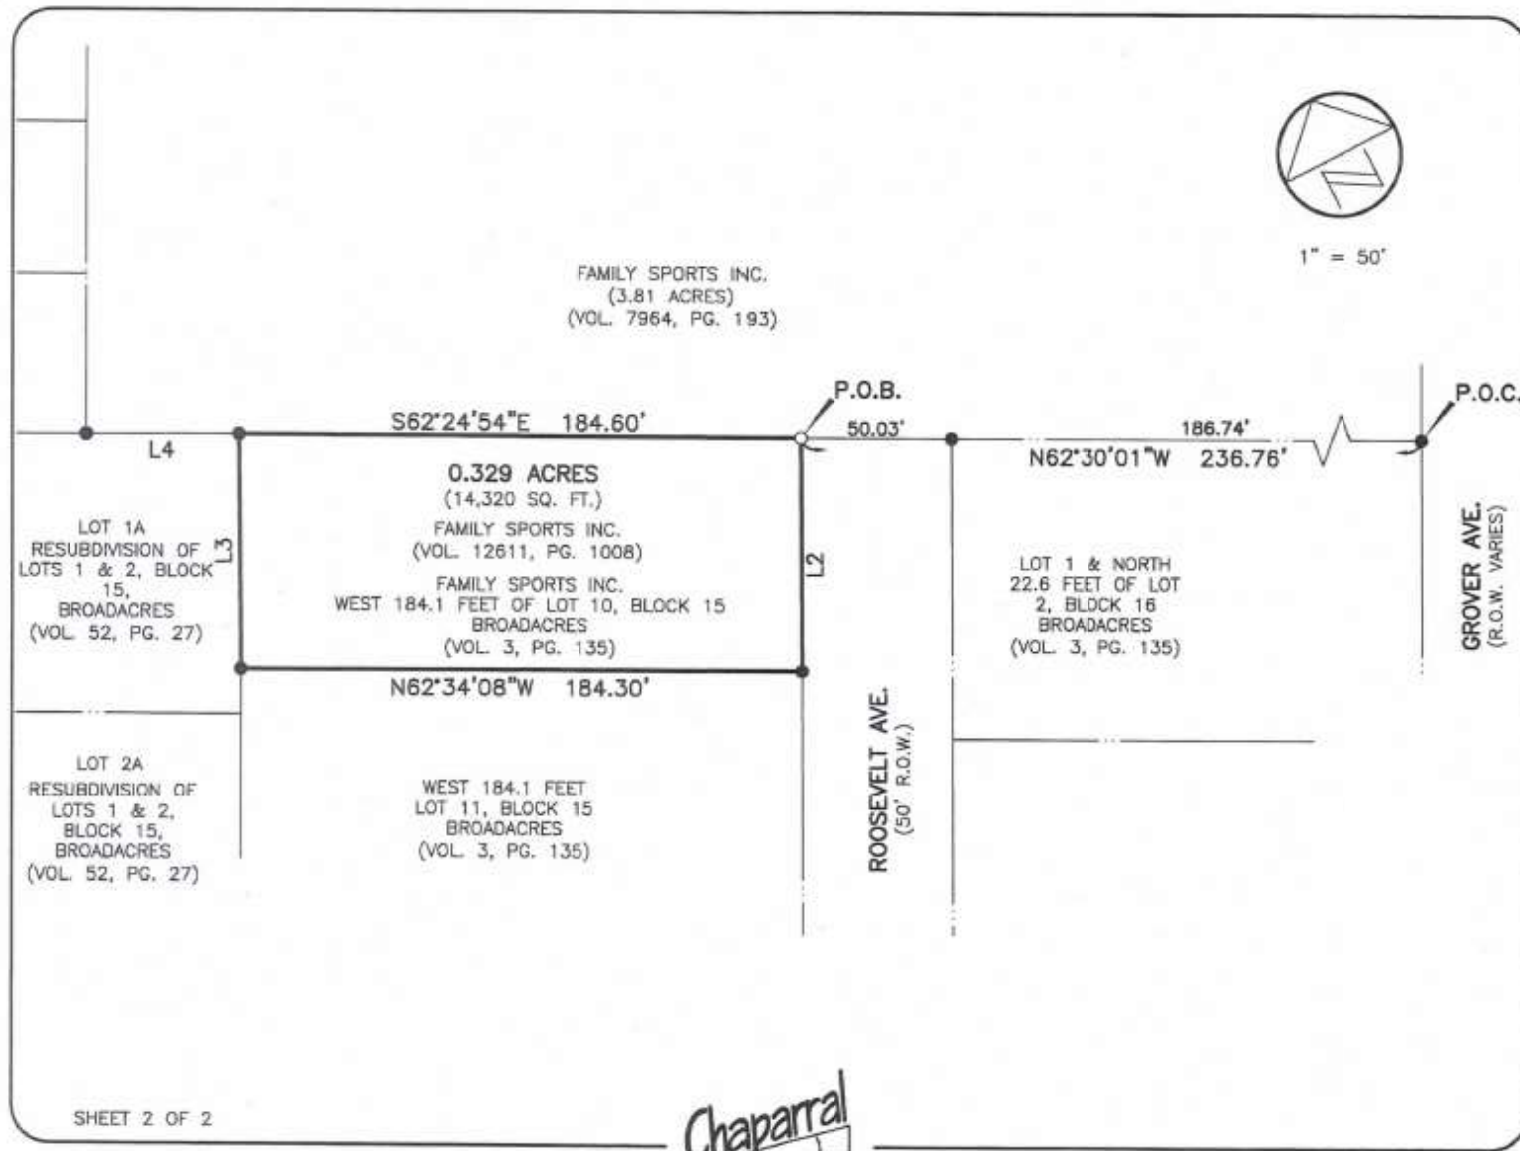 1" = 50'
FAMILY SPORTS INC.
(3.81 ACRES)
(VOL. 7964, PG. 193)
P.O.B.
P.O.C.
S62°24'54"E 184.60'
50.03'
186.74'
N62°30'01"W 236.76'
L4
L3
L2
0.329 ACRES
(14,320 SQ. FT.)
FAMILY SPORTS INC.
(VOL. 12611, PG. 1008)
FAMILY SPORTS INC.
WEST 184.1 FEET OF LOT 10, BLOCK 15
BROADACRES
(VOL. 3, PG. 135)
N62°34'08"W 184.30'
LOT 1A
RESUBDIVISION OF
LOTS 1 & 2, BLOCK
15,
BROADACRES
(VOL. 52, PG. 27)
LOT 1 & NORTH
22.6 FEET OF LOT
2, BLOCK 16
BROADACRES
(VOL. 3, PG. 135)
GROVER AVE.
(R.O.W. VARIES)
LOT 2A
RESUBDIVISION OF
LOTS 1 & 2,
BLOCK 15,
BROADACRES
(VOL. 52, PG. 27)
WEST 184.1 FEET
LOT 11, BLOCK 15
BROADACRES
(VOL. 3, PG. 135)
ROOSEVELT AVE.
(50' R.O.W.)
SHEET 2 OF 2
Chaparral